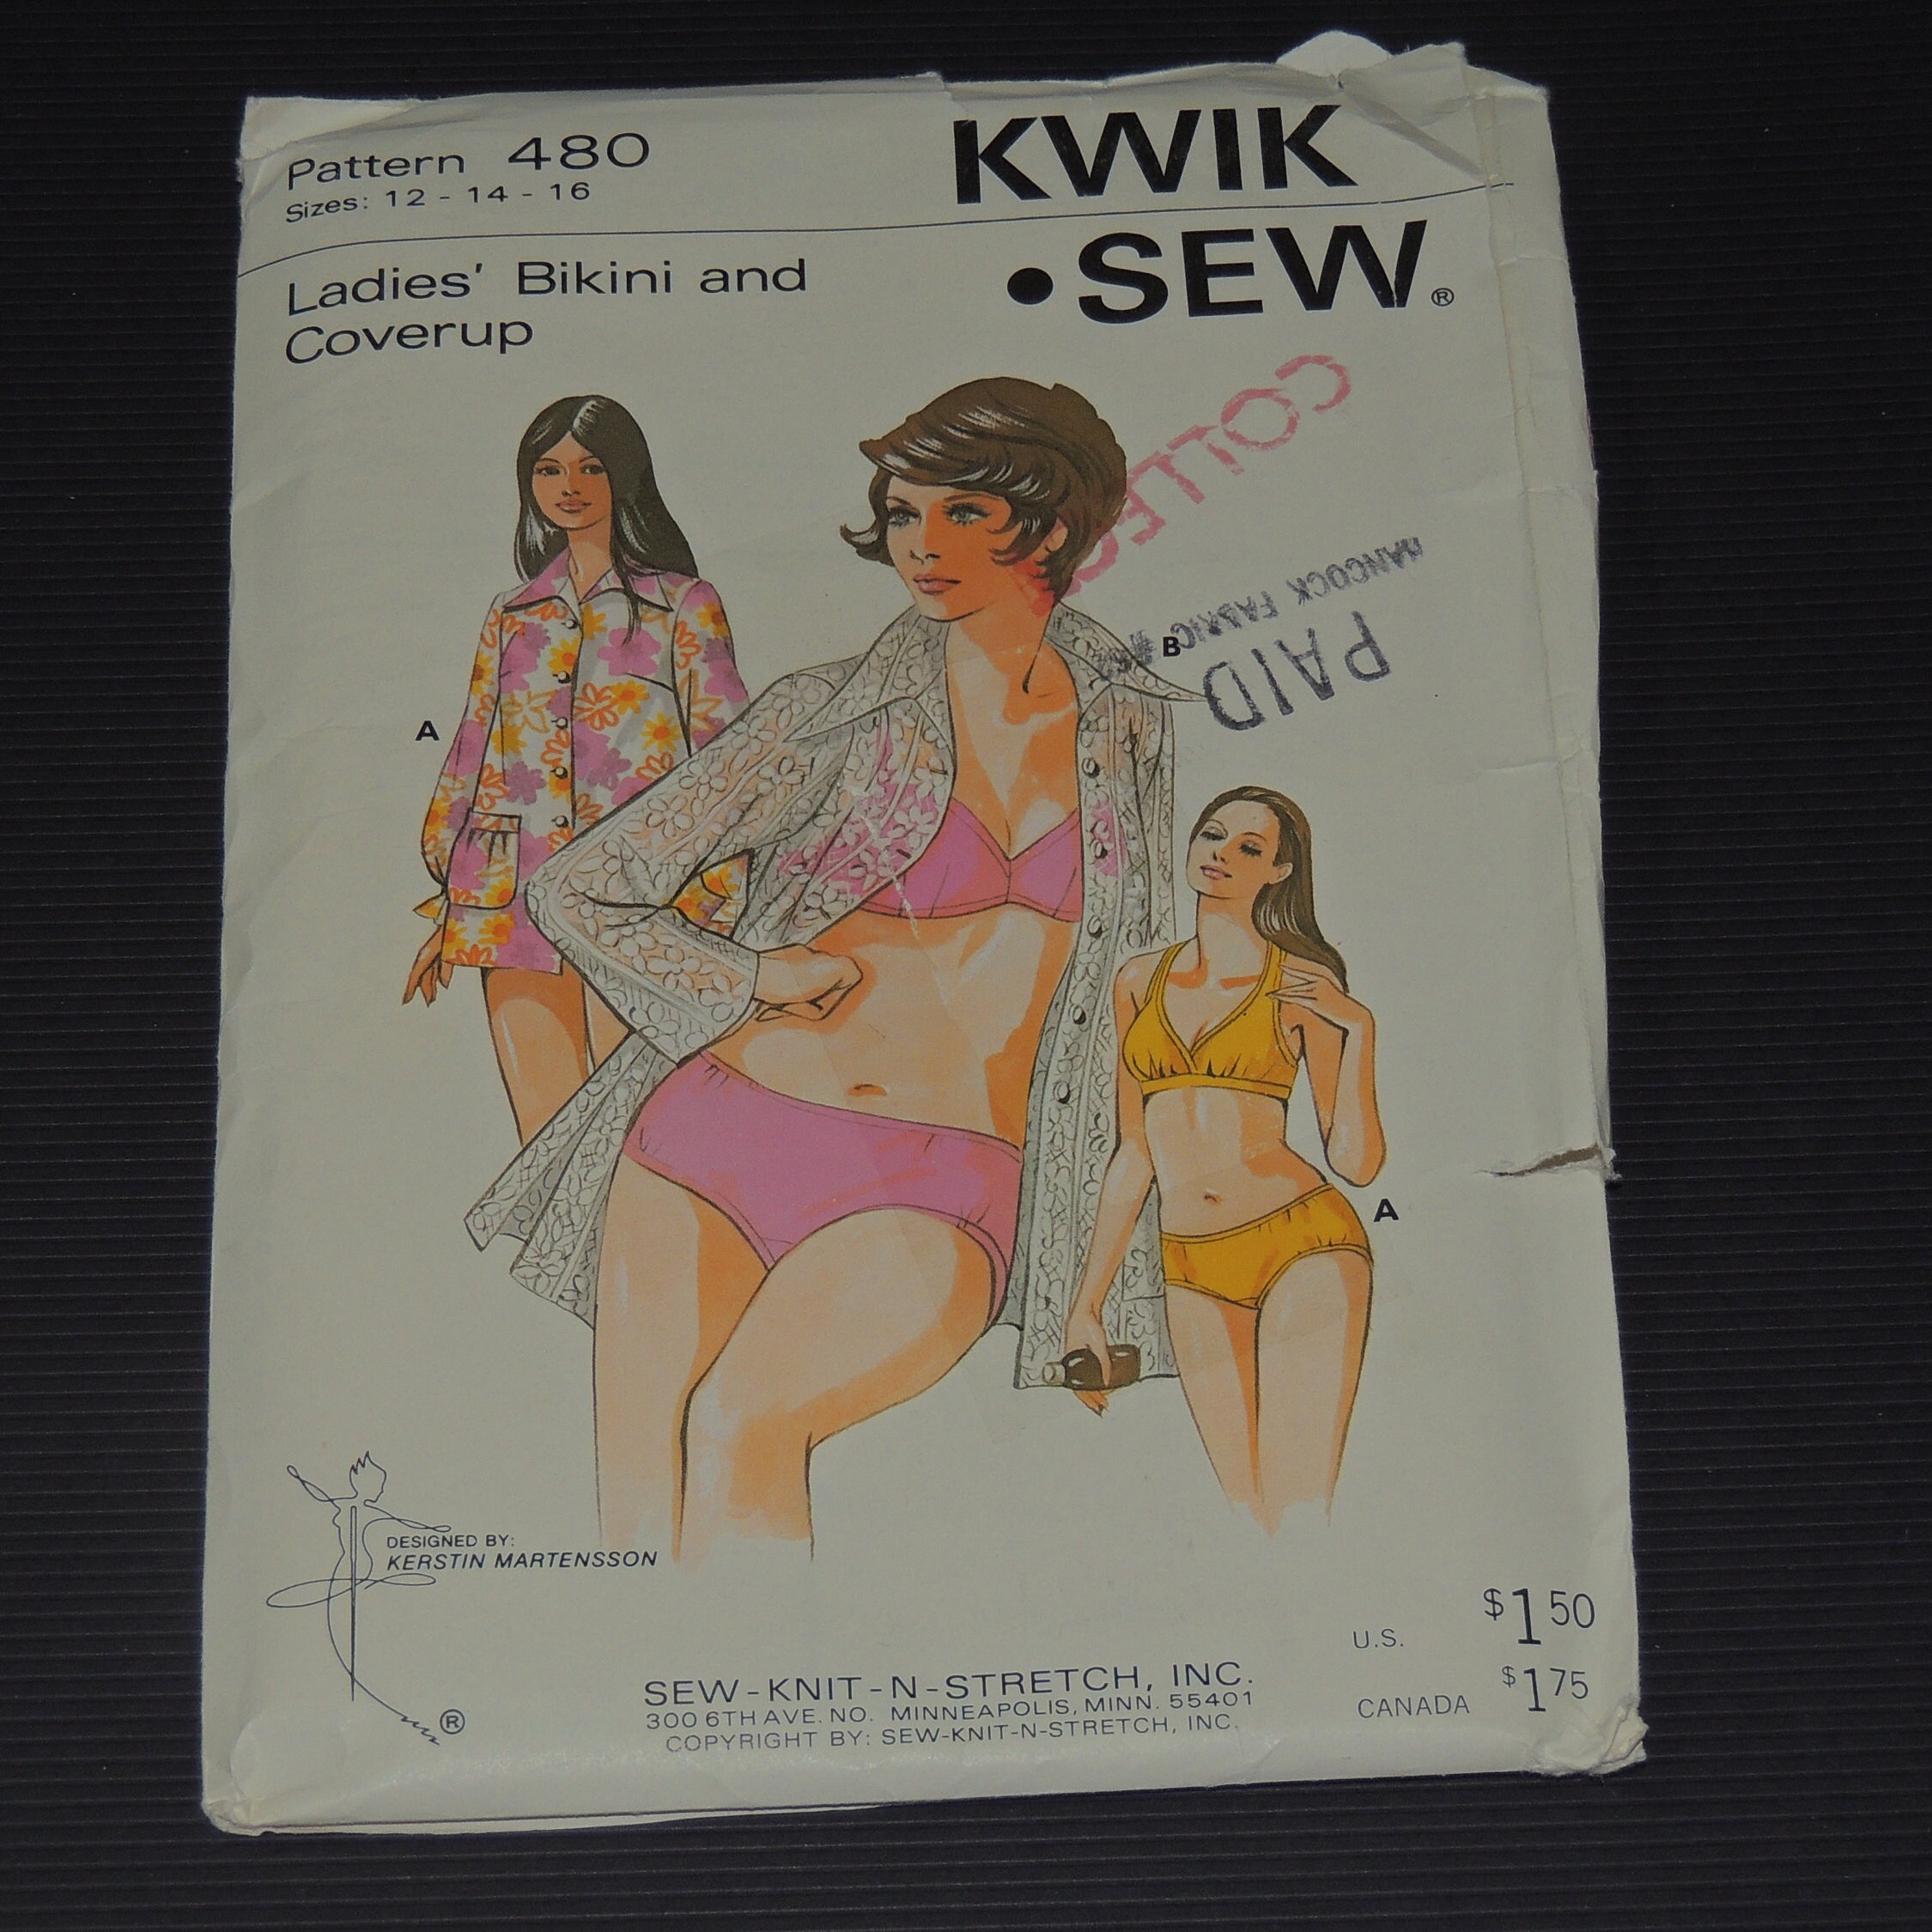 Pattern 480
Sizes: 12 - 14 - 16
KWIK
•SEW®
Ladies' Bikini and
Coverup
HANCOCK FABRIC
PAID
B
A
A
DESIGNED BY:
KERSTIN MARTENSSON
®
U.S. $1.50
CANADA $1.75
SEW-KNIT-N-STRETCH, INC.
300 6TH AVE. NO. MINNEAPOLIS, MINN. 55401
COPYRIGHT BY: SEW-KNIT-N-STRETCH, INC.